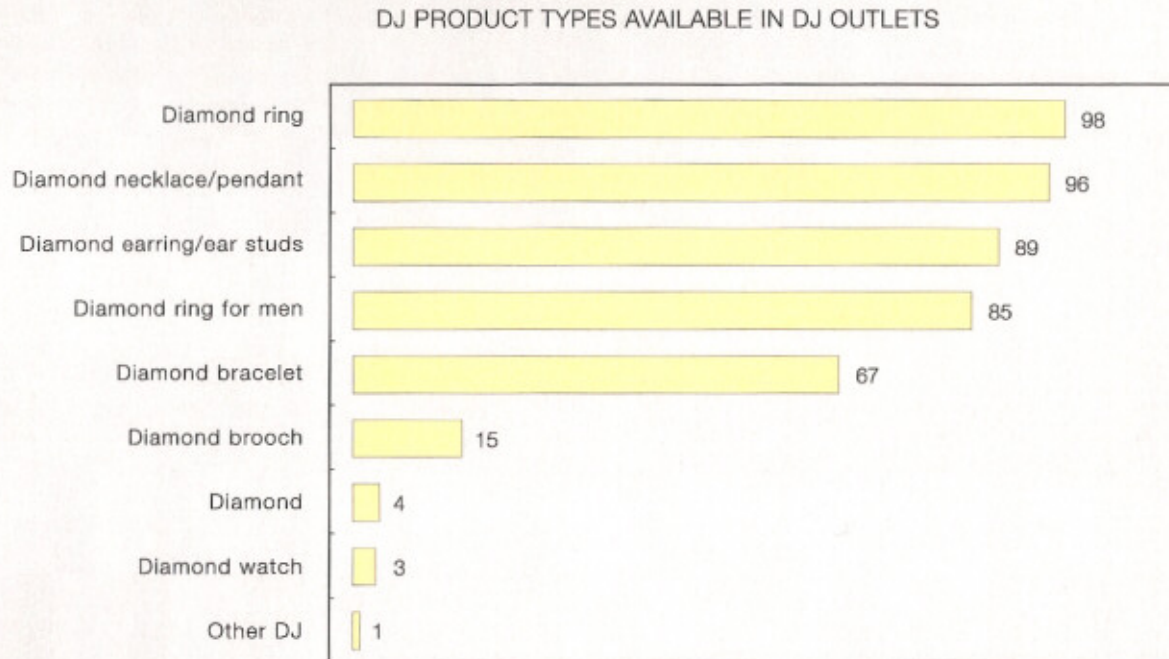 DJ PRODUCT TYPES AVAILABLE IN DJ OUTLETS
Diamond ring 98
Diamond necklace/pendant 96
Diamond earring/ear studs 89
Diamond ring for men 85
Diamond bracelet 67
Diamond brooch 15
Diamond 4
Diamond watch 3
Other DJ 1